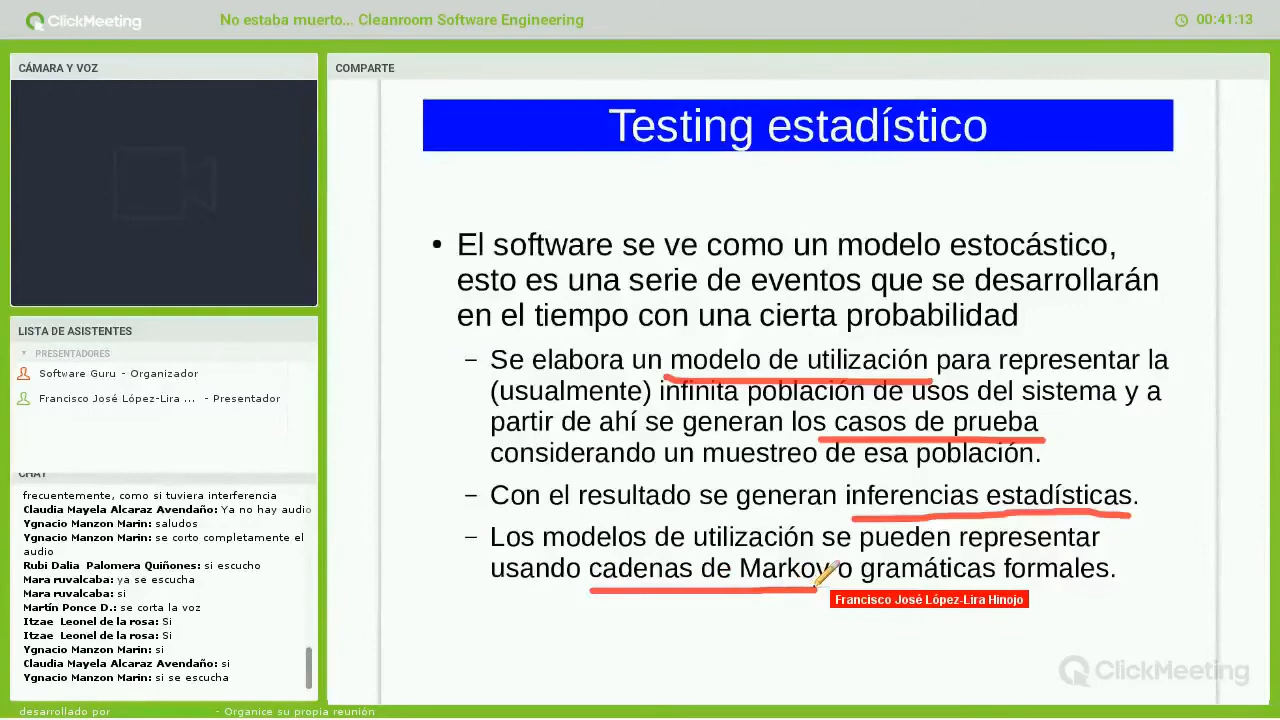 ClickMeeting
No estaba muerto... Cleanroom Software Engineering
00:41:13
CÁMARA Y VOZ
LISTA DE ASISTENTES
PRESENTADORES
Software Guru - Organizador
Francisco José López-Lira ... - Presentador
CHAT
frecuentemente, como si tuviera interferencia
Claudia Mayela Alcaraz Avendaño: Ya no hay audio
Ygnacio Manzon Marin: saludos
Ygnacio Manzon Marin: se corto completamente el
audio
Rubi Dalia Palomera Quiñones: si escucho
Mara ruvalcaba: ya se escucha
Mara ruvalcaba: si
Martín Ponce D.: se corta la voz
Itzae Leonel de la rosa: Si
Itzae Leonel de la rosa: Si
Ygnacio Manzon Marin: si
Claudia Mayela Alcaraz Avendaño: si
Ygnacio Manzon Marin: si se escucha
COMPARTE
Testing estadístico
• El software se ve como un modelo estocástico,
esto es una serie de eventos que se desarrollarán
en el tiempo con una cierta probabilidad
– Se elabora un modelo de utilización para representar la
(usualmente) infinita población de usos del sistema y a
partir de ahí se generan los casos de prueba
considerando un muestreo de esa población.
– Con el resultado se generan inferencias estadísticas.
– Los modelos de utilización se pueden representar
usando cadenas de Markov o gramáticas formales.
Francisco José López-Lira Hinojo
ClickMeeting
desarrollado por - Organice su propia reunión